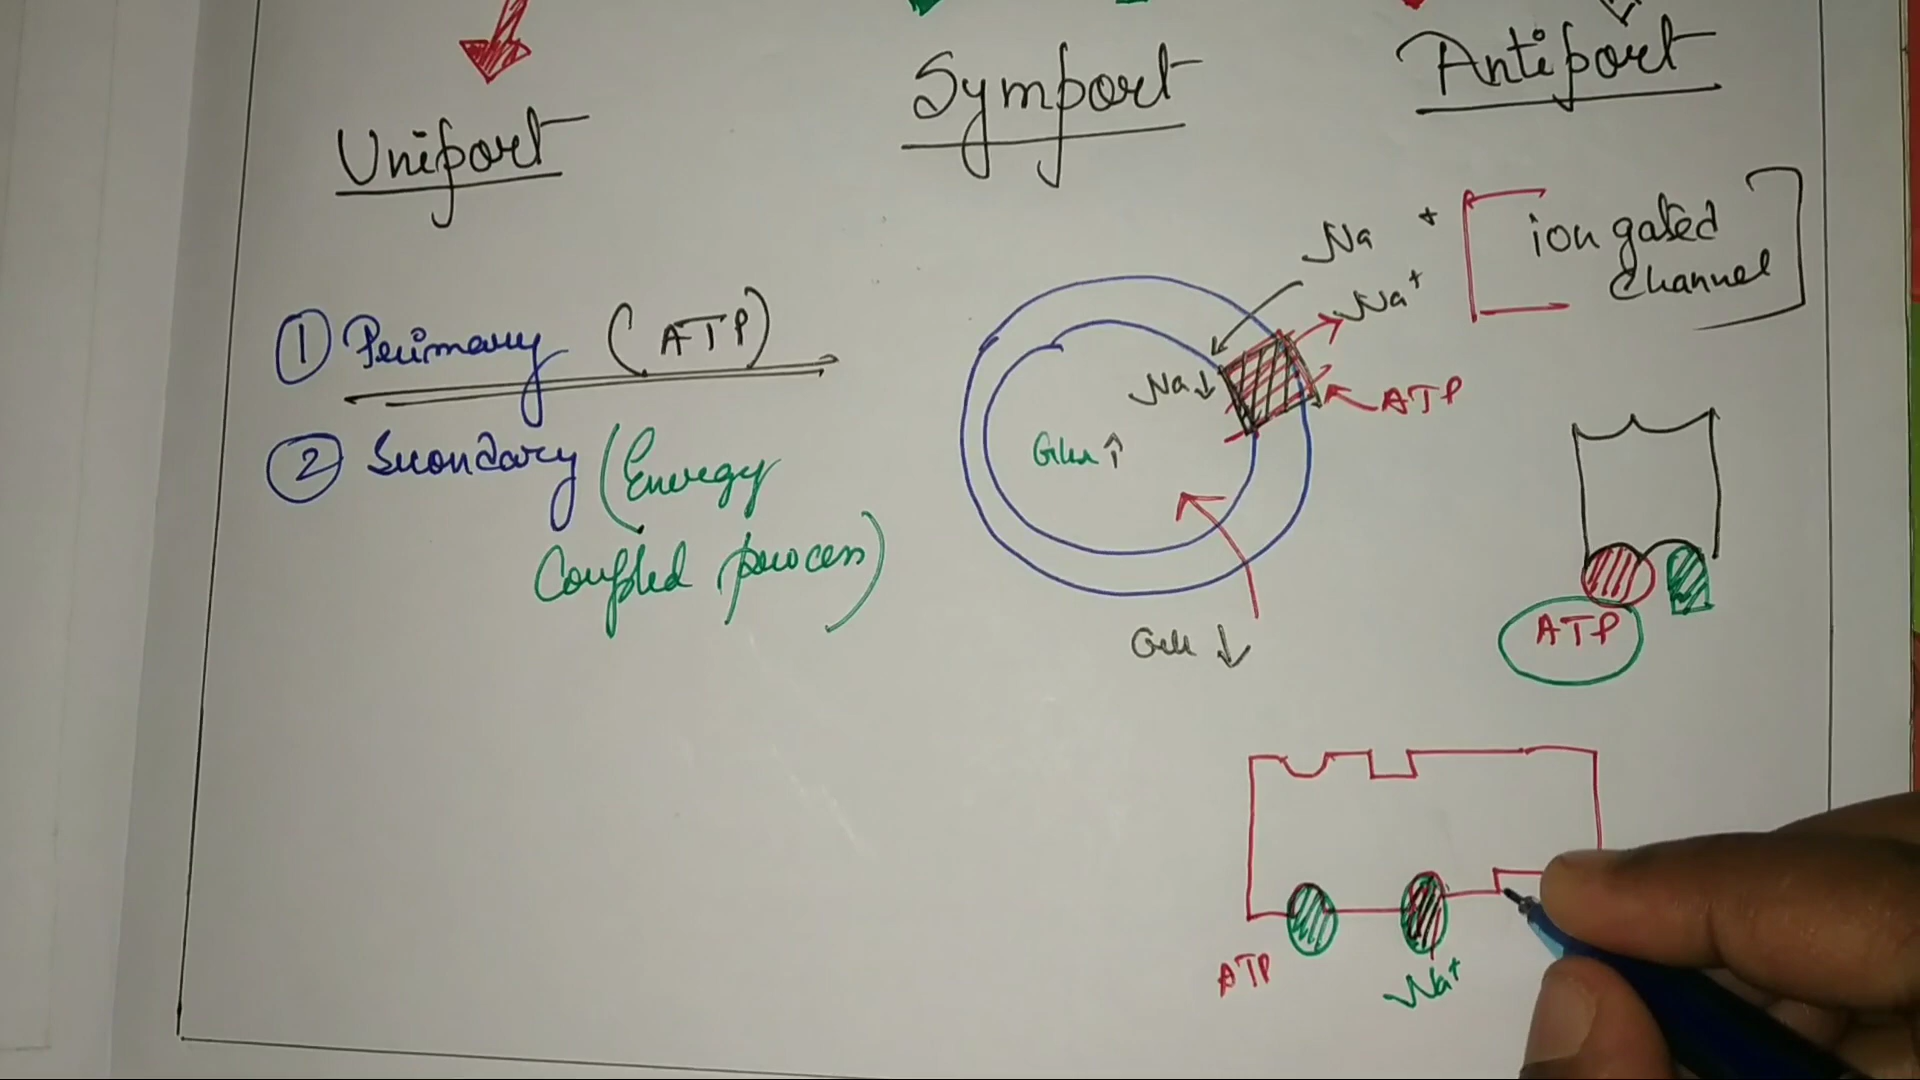 Uniport
Symport
Antiport
Na +
Na+
ion gated
channel
① Primary (ATP)
Na↓
ATP
② Secondary (Energy
Coupled process)
Glu ↑
Glu ↓
ATP
ATP
Na+